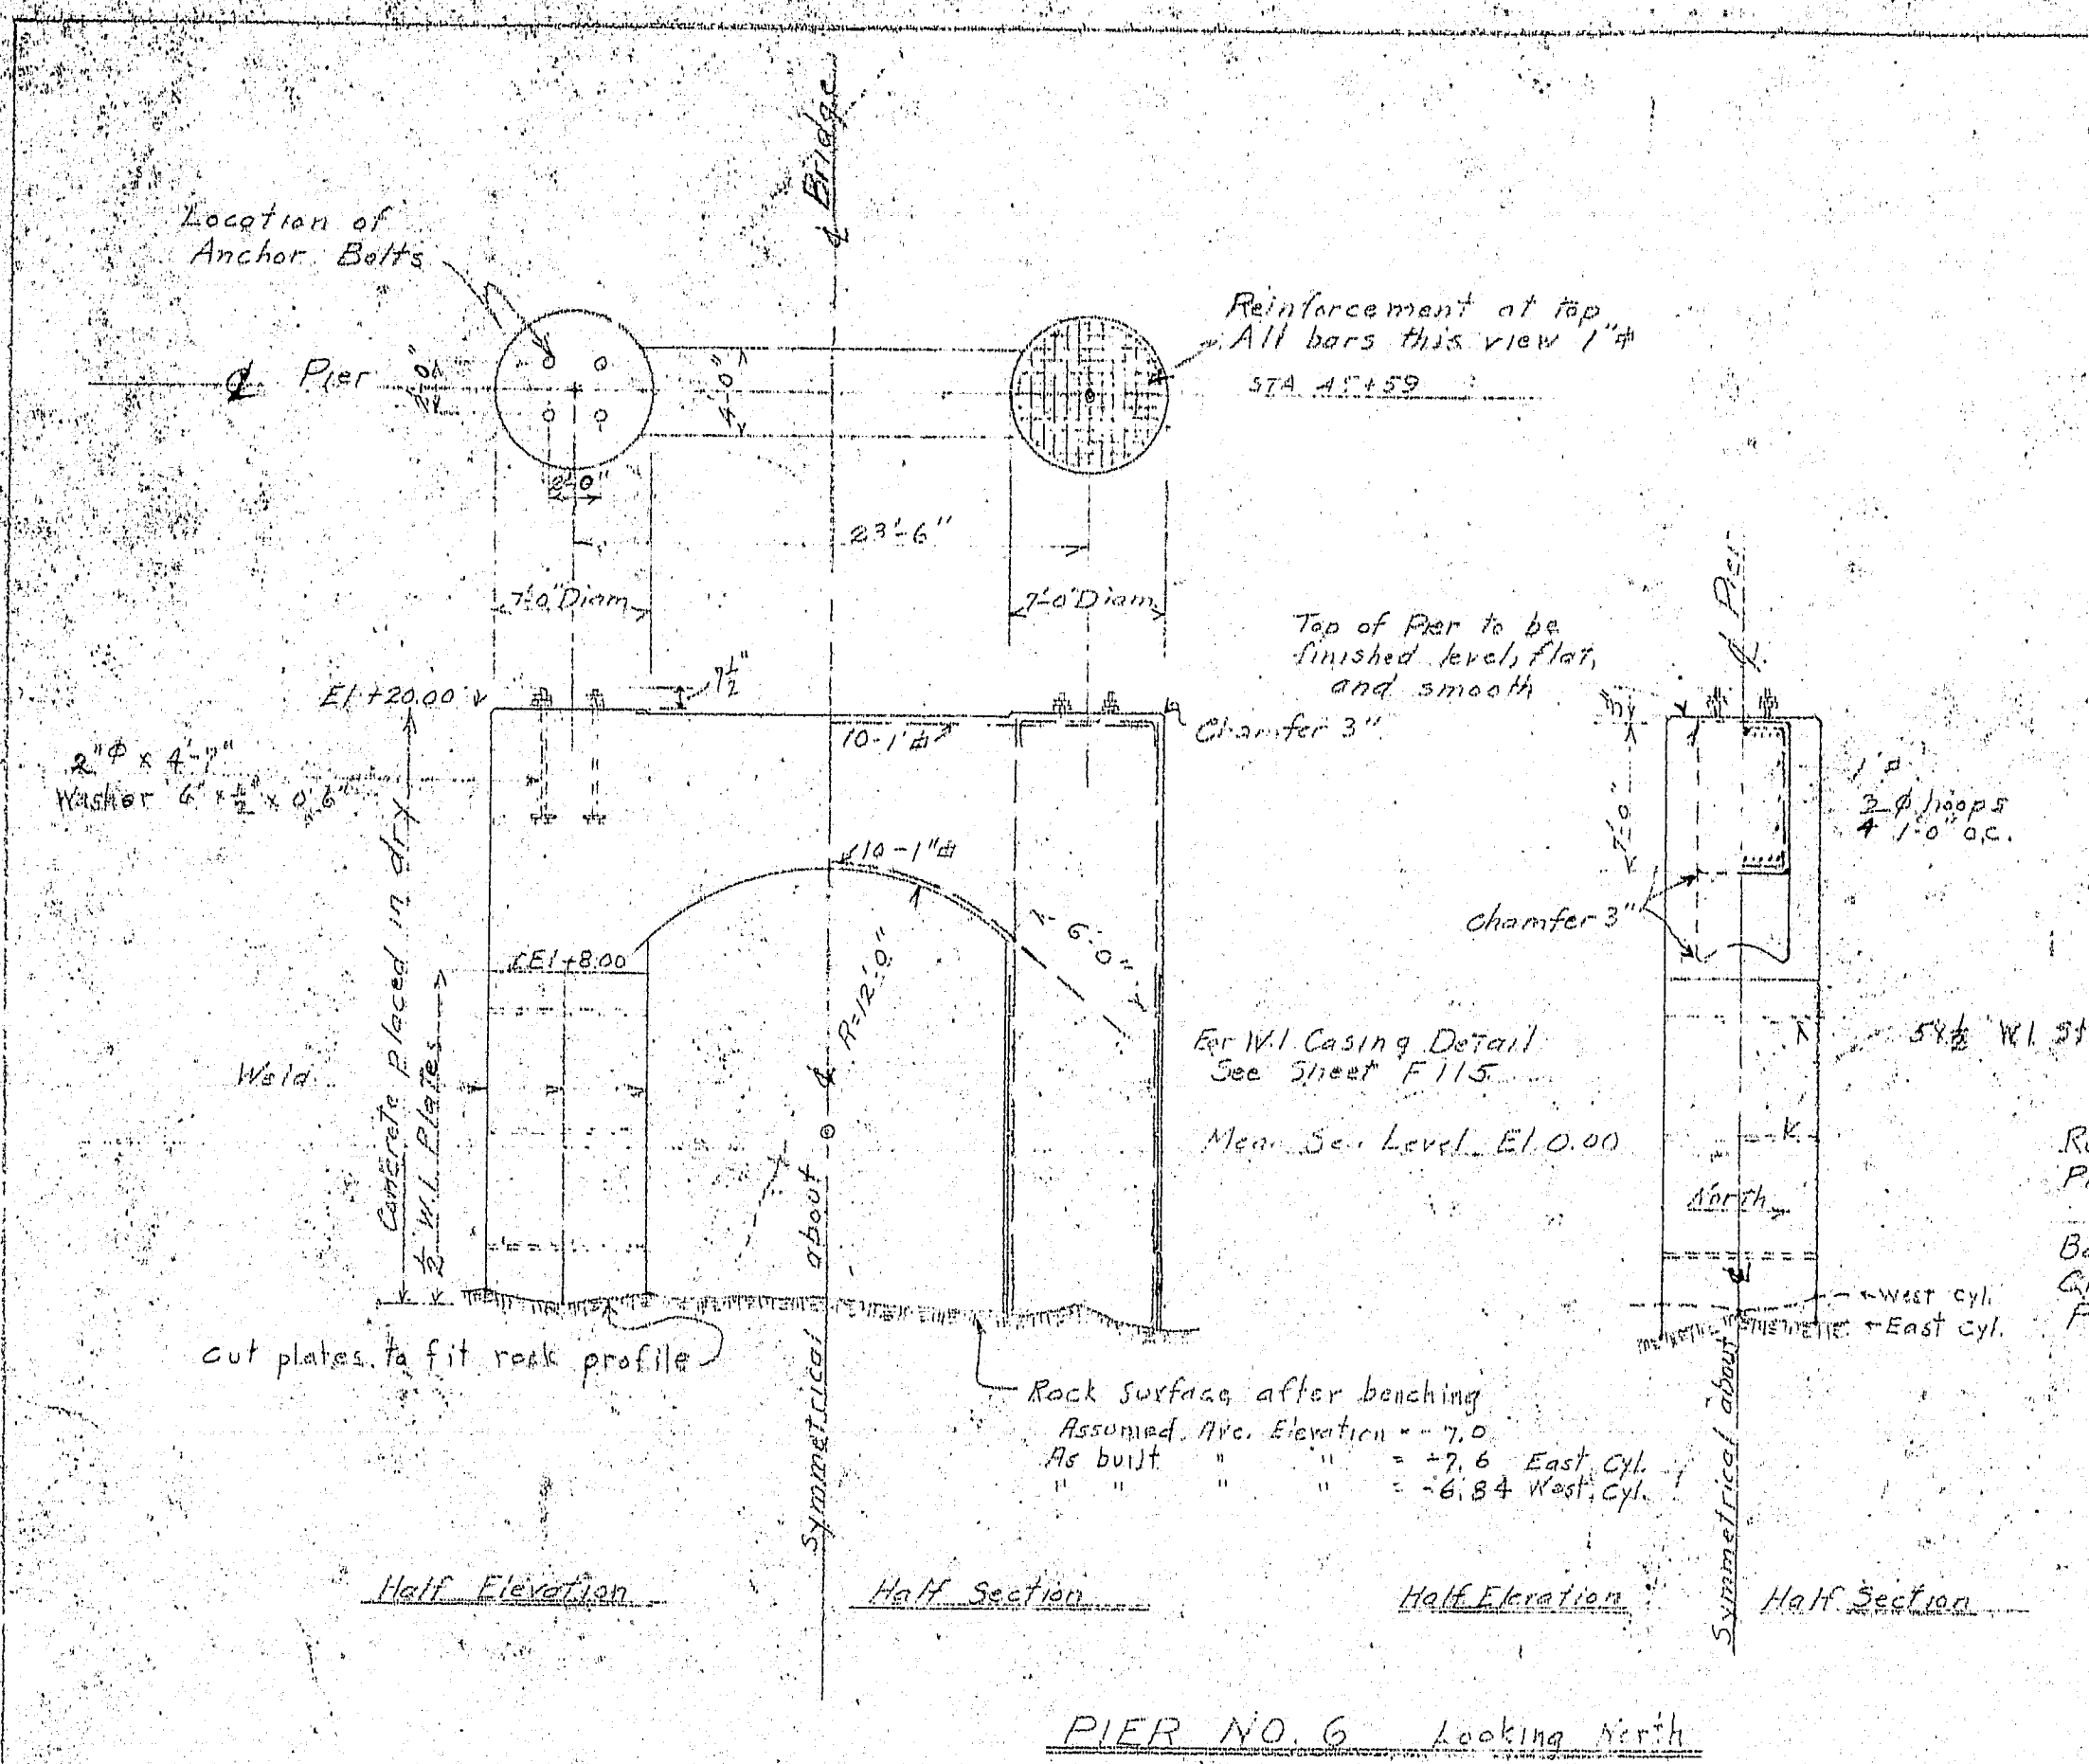 ℄ Bridge
Location of
Anchor Bolts
Reinforcement at top
All bars this view 1"⌀
STA 45+59
℄ Pier
2'-0"
4'-0"
2'-0"
23'-6"
7'-0" Diam.
7'-0" Diam.
℄ Pier
Top of Pier to be
finished level, flat,
and smooth
7½"
El +20.00
Chamfer 3"
10-1"
2"φ x 4'-7"
Washer 6" x ½" x 0'6"
1"
3/4 φ hoops
1'-0" o.c.
7'-0"
10-1"
Chamfer 3"
El +8.00
6'-0"
R=12'-0"
Concrete placed in dry
½ W.I. Plates
Weld
For W.I. Casing Detail
See Sheet F115
5x½ W.I. St
Mean Sea Level El. 0.00
North
West cyl.
East cyl.
Cut plates to fit rock profile
Rock Surface after benching
Assumed Ave. Elevation = -7.0
As built " " = -7.6 East Cyl.
" " " " = -6.84 West Cyl.
Symmetrical about ℄
Symmetrical about ℄
Half Elevation
Half Section
Half Elevation
Half Section
PIER NO. 6 Looking North